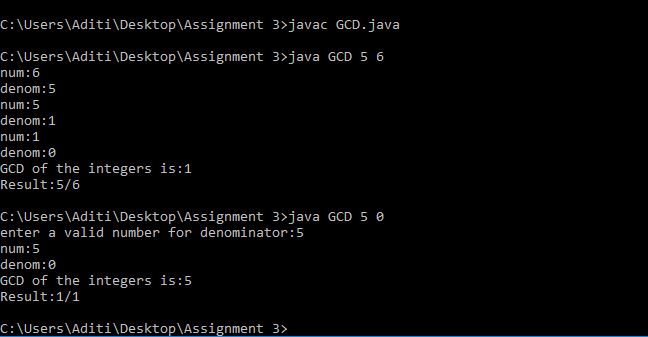 C:\Users\Aditi\Desktop\Assignment 3>javac GCD.java
C:\Users\Aditi\Desktop\Assignment 3>java GCD 5 6
num:6
denom:5
num:5
denom:1
num:1
denom:0
GCD of the integers is:1
Result:5/6
C:\Users\Aditi\Desktop\Assignment 3>java GCD 5 0
enter a valid number for denominator:5
num:5
denom:0
GCD of the integers is:5
Result:1/1
C:\Users\Aditi\Desktop\Assignment 3>